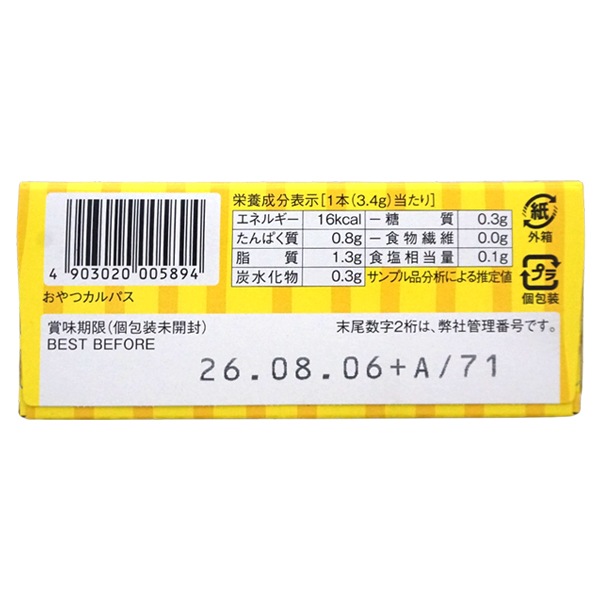 栄養成分表示[1本(3.4g)当たり]
エネルギー 16kcal －糖質 0.3g
たんぱく質 0.8g －食物繊維 0.0g
脂質 1.3g 食塩相当量 0.1g
炭水化物 0.3g サンプル品分析による推定値
4 903020 005894
おやつカルパス
紙
外箱
プラ
個包装
賞味期限(個包装未開封) 末尾数字2桁は、弊社管理番号です。
BEST BEFORE
26.08.06+A/71